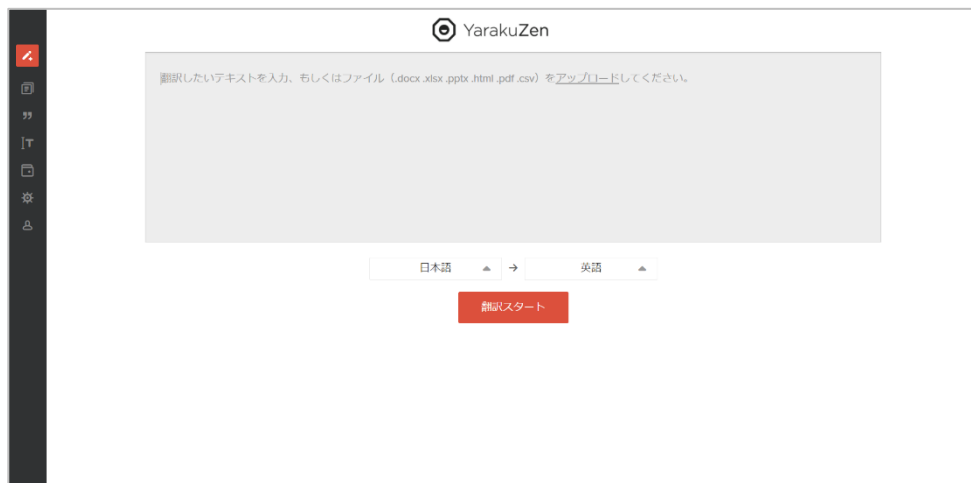 YarakuZen
翻訳したいテキストを入力、もしくはファイル（.docx .xlsx .pptx .html .pdf .csv）をアップロードしてください。
日本語 → 英語
翻訳スタート